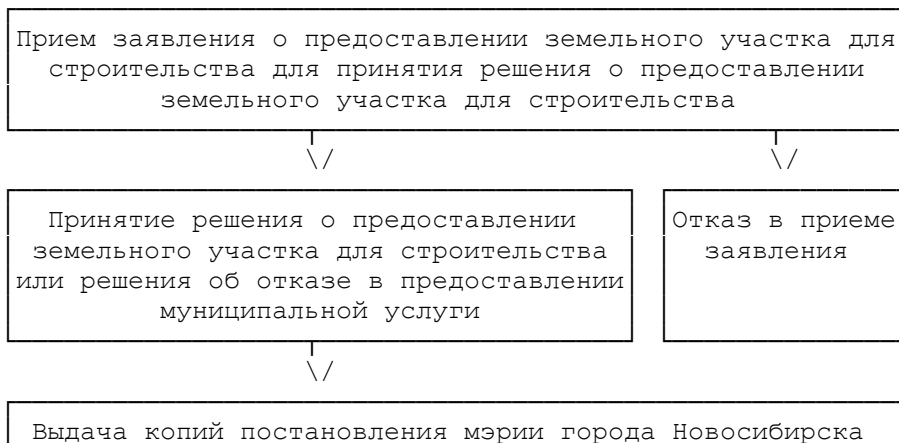 Прием заявления о предоставлении земельного участка для
строительства для принятия решения о предоставлении
земельного участка для строительства
\/ \/
Принятие решения о предоставлении
земельного участка для строительства
или решения об отказе в предоставлении
муниципальной услуги
Отказ в приеме
заявления
\/
Выдача копий постановления мэрии города Новосибирска